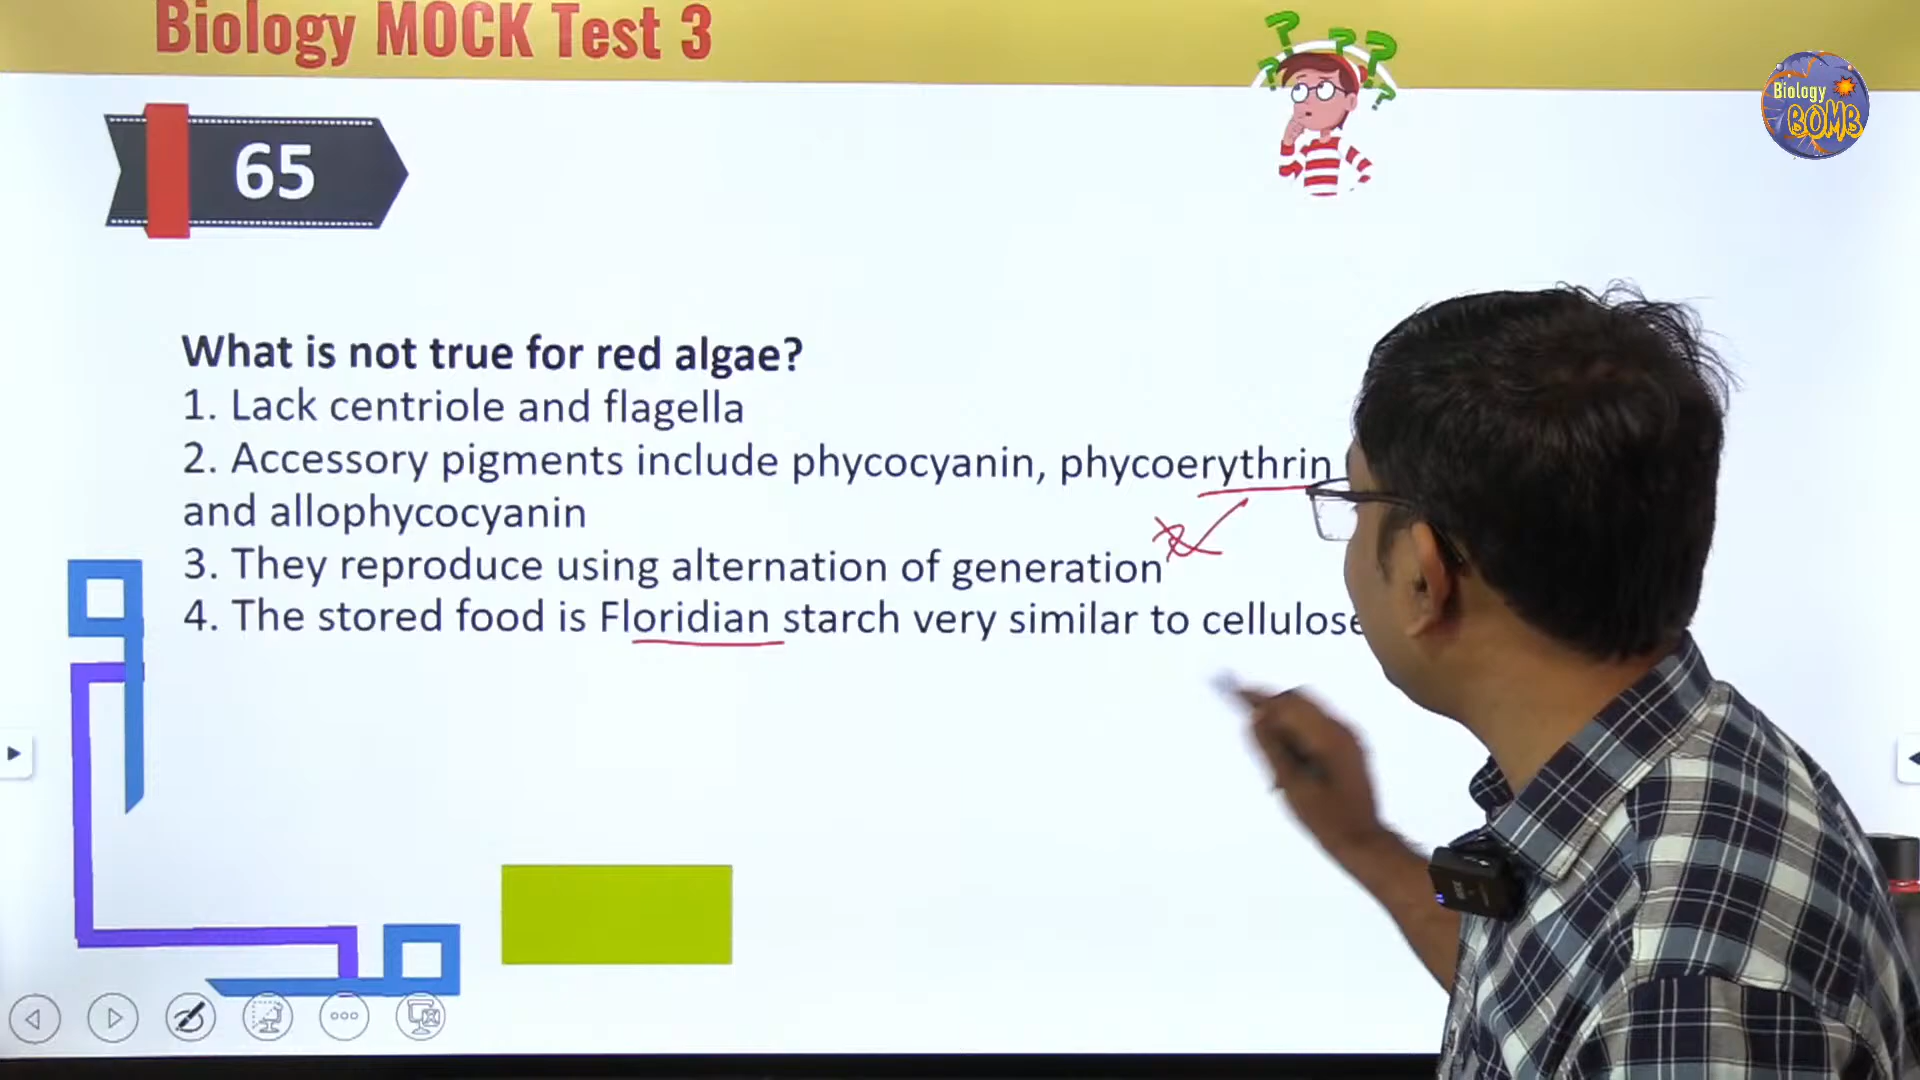 Biology MOCK Test 3
Biology
BOMB
65
What is not true for red algae?
1. Lack centriole and flagella
2. Accessory pigments include phycocyanin, phycoerythrin
and allophycocyanin
3. They reproduce using alternation of generation
4. The stored food is Floridian starch very similar to cellulose